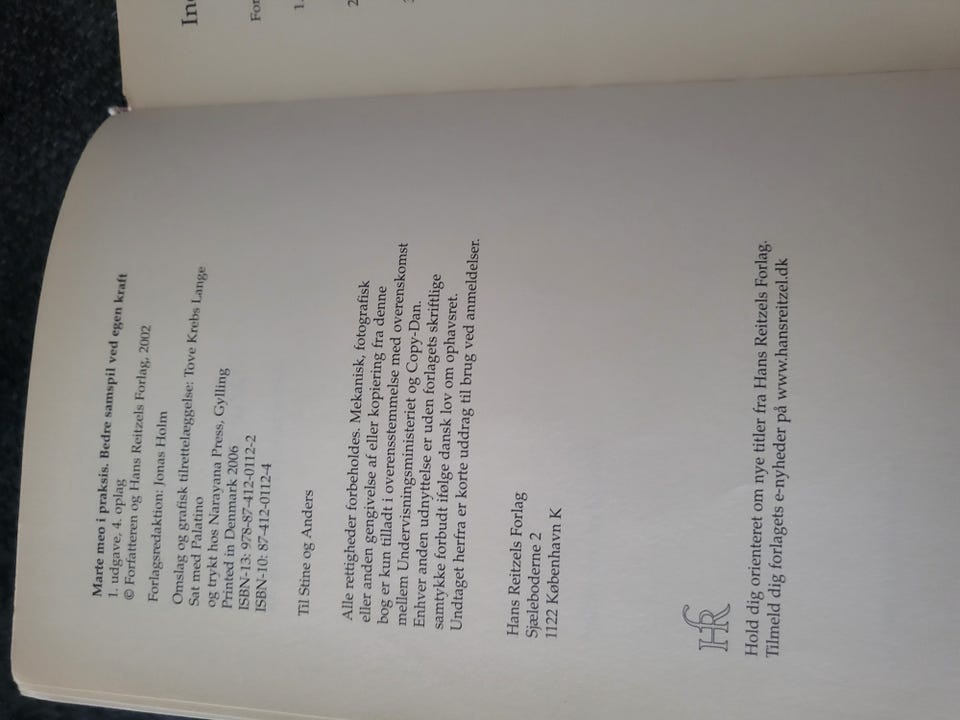 Marte meo i praksis. Bedre samspil ved egen kraft
1. udgave, 4. oplag
© Forfatteren og Hans Reitzels Forlag, 2002
Forlagsredaktion: Jonas Holm
Omslag og grafisk tilrettelæggelse: Tove Krebs Lange
Sat med Palatino
og trykt hos Narayana Press, Gylling
Printed in Denmark 2006
ISBN-13: 978-87-412-0112-2
ISBN-10: 87-412-0112-4
Til Stine og Anders
Alle rettigheder forbeholdes. Mekanisk, fotografisk
eller anden gengivelse af eller kopiering fra denne
bog er kun tilladt i overensstemmelse med overenskomst
mellem Undervisningsministeriet og Copy-Dan.
Enhver anden udnyttelse er uden forlagets skriftlige
samtykke forbudt ifølge dansk lov om ophavsret.
Undtaget herfra er korte uddrag til brug ved anmeldelser.
Hans Reitzels Forlag
Sjæleboderne 2
1122 København K
HR
Hold dig orienteret om nye titler fra Hans Reitzels Forlag.
Tilmeld dig forlagets e-nyheder på www.hansreitzel.dk
1.
2